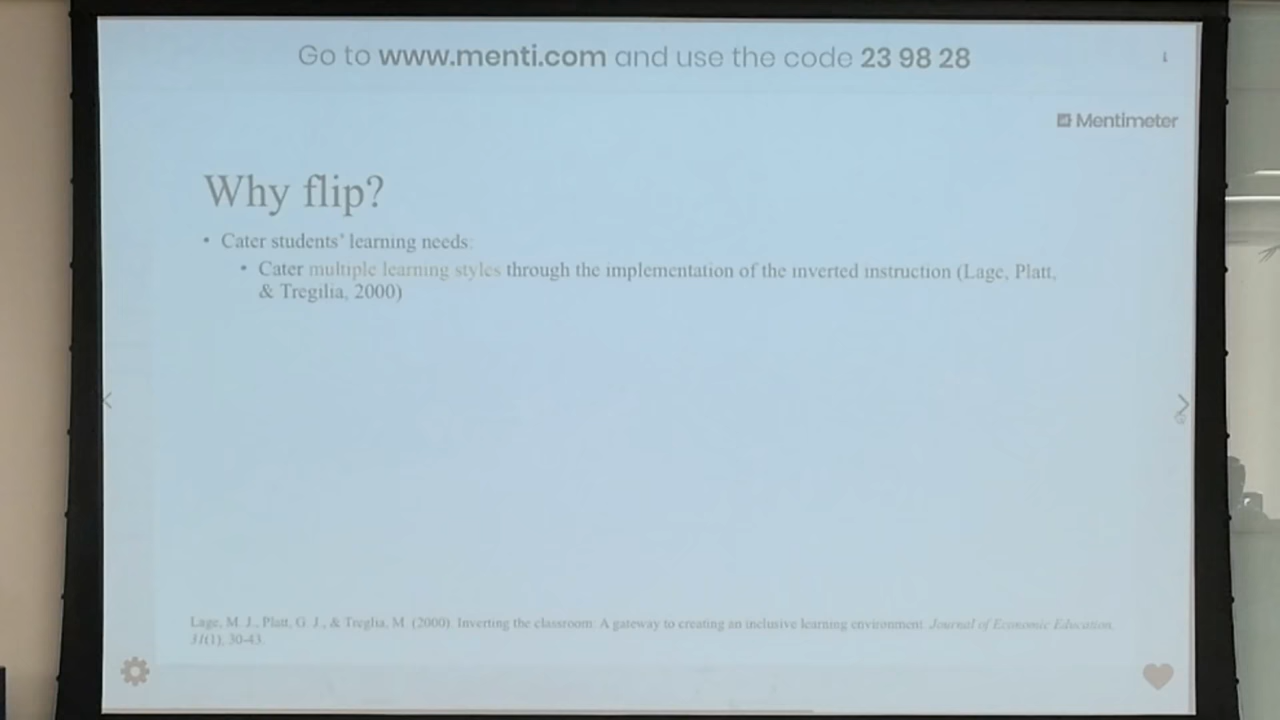 Go to www.menti.com and use the code 23 98 28
Mentimeter
Why flip?
• Cater students' learning needs:
• Cater multiple learning styles through the implementation of the inverted instruction (Lage, Platt,
& Tregilia, 2000)
Lage, M. J., Platt, G. J., & Treglia, M. (2000). Inverting the classroom: A gateway to creating an inclusive learning environment. Journal of Economic Education,
31(1), 30-43.